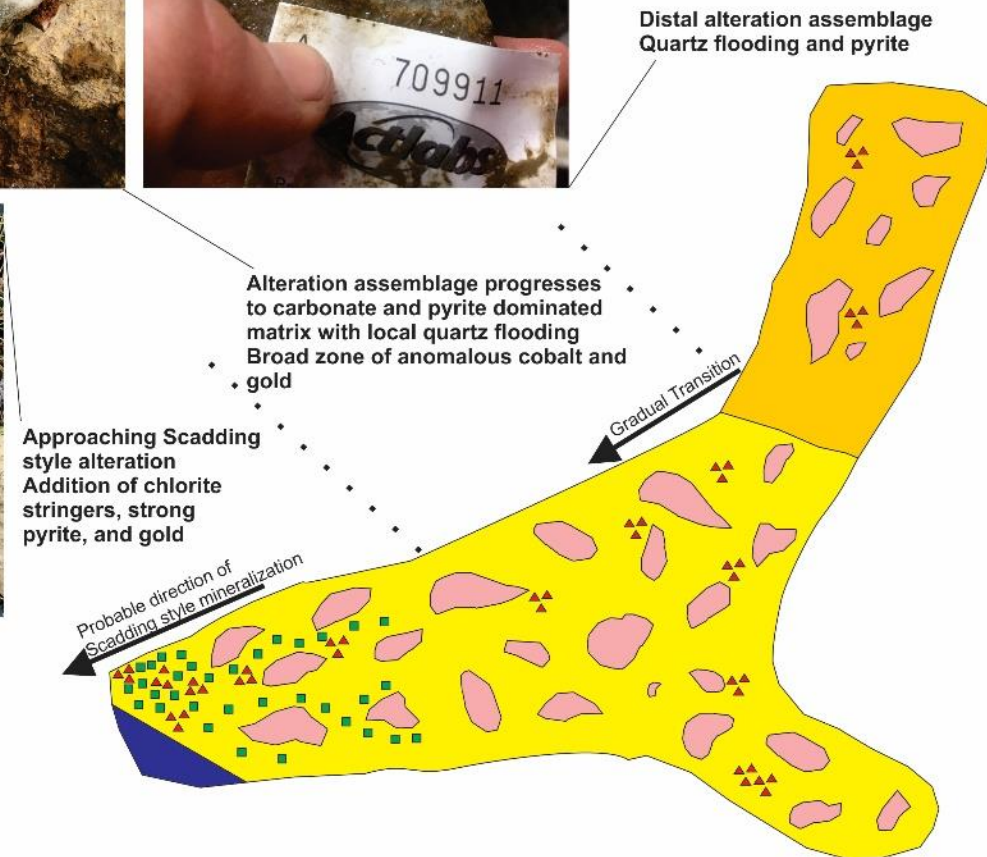 709911
Actlabs
Distal alteration assemblage
Quartz flooding and pyrite
Alteration assemblage progresses
to carbonate and pyrite dominated
matrix with local quartz flooding
Broad zone of anomalous cobalt and
gold
Gradual Transition
Approaching Scadding
style alteration
Addition of chlorite
stringers, strong
pyrite, and gold
Probable direction of
Scadding style mineralization